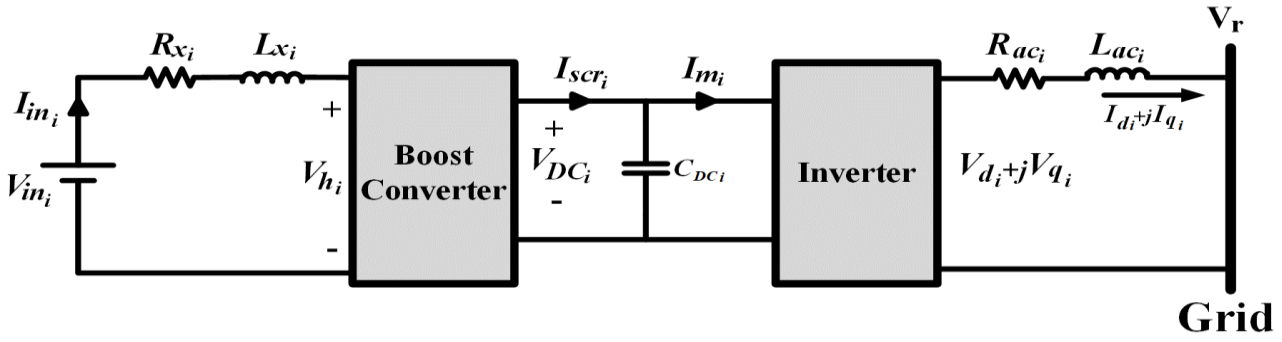 R_{x_i}
L_{x_i}
I_{in_i}
V_{in_i}
+
V_{h_i}
-
Boost
Converter
I_{scr_i}
I_{m_i}
+
V_{DC_i}
-
C_{DC i}
Inverter
R_{ac_i}
L_{ac_i}
I_{d_i}+jI_{q_i}
V_{d_i}+jV_{q_i}
V_r
Grid